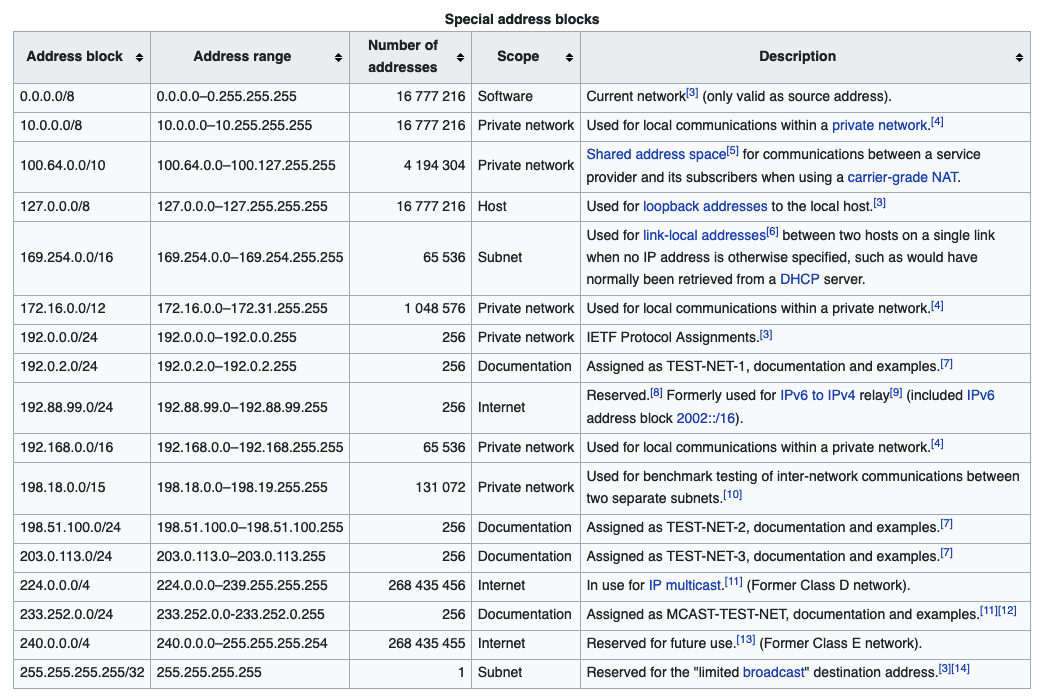 Special address blocks
Address block Address range Number of addresses Scope Description
0.0.0.0/8 0.0.0.0–0.255.255.255 16 777 216 Software Current network[3] (only valid as source address).
10.0.0.0/8 10.0.0.0–10.255.255.255 16 777 216 Private network Used for local communications within a private network.[4]
100.64.0.0/10 100.64.0.0–100.127.255.255 4 194 304 Private network Shared address space[5] for communications between a service
provider and its subscribers when using a carrier-grade NAT.
127.0.0.0/8 127.0.0.0–127.255.255.255 16 777 216 Host Used for loopback addresses to the local host.[3]
169.254.0.0/16 169.254.0.0–169.254.255.255 65 536 Subnet Used for link-local addresses[6] between two hosts on a single link
when no IP address is otherwise specified, such as would have
normally been retrieved from a DHCP server.
172.16.0.0/12 172.16.0.0–172.31.255.255 1 048 576 Private network Used for local communications within a private network.[4]
192.0.0.0/24 192.0.0.0–192.0.0.255 256 Private network IETF Protocol Assignments.[3]
192.0.2.0/24 192.0.2.0–192.0.2.255 256 Documentation Assigned as TEST-NET-1, documentation and examples.[7]
192.88.99.0/24 192.88.99.0–192.88.99.255 256 Internet Reserved.[8] Formerly used for IPv6 to IPv4 relay[9] (included IPv6
address block 2002::/16).
192.168.0.0/16 192.168.0.0–192.168.255.255 65 536 Private network Used for local communications within a private network.[4]
198.18.0.0/15 198.18.0.0–198.19.255.255 131 072 Private network Used for benchmark testing of inter-network communications between
two separate subnets.[10]
198.51.100.0/24 198.51.100.0–198.51.100.255 256 Documentation Assigned as TEST-NET-2, documentation and examples.[7]
203.0.113.0/24 203.0.113.0–203.0.113.255 256 Documentation Assigned as TEST-NET-3, documentation and examples.[7]
224.0.0.0/4 224.0.0.0–239.255.255.255 268 435 456 Internet In use for IP multicast.[11] (Former Class D network).
233.252.0.0/24 233.252.0.0-233.252.0.255 256 Documentation Assigned as MCAST-TEST-NET, documentation and examples.[11][12]
240.0.0.0/4 240.0.0.0–255.255.255.254 268 435 455 Internet Reserved for future use.[13] (Former Class E network).
255.255.255.255/32 255.255.255.255 1 Subnet Reserved for the "limited broadcast" destination address.[3][14]